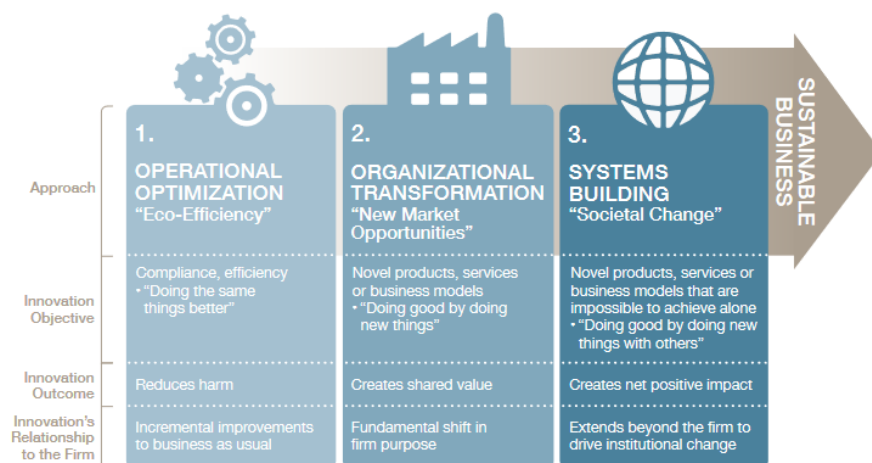 SUSTAINABLE
BUSINESS
Approach
1.
OPERATIONAL
OPTIMIZATION
“Eco-Efficiency”
2.
ORGANIZATIONAL
TRANSFORMATION
“New Market
Opportunities”
3.
SYSTEMS
BUILDING
“Societal Change”
Innovation
Objective
Compliance, efficiency
• “Doing the same
things better”
Novel products, services
or business models
• “Doing good by doing
new things”
Novel products, services or
business models that are
impossible to achieve alone
• “Doing good by doing new
things with others”
Innovation
Outcome
Reduces harm
Creates shared value
Creates net positive impact
Innovation’s
Relationship
to the Firm
Incremental improvements
to business as usual
Fundamental shift in
firm purpose
Extends beyond the firm to
drive institutional change